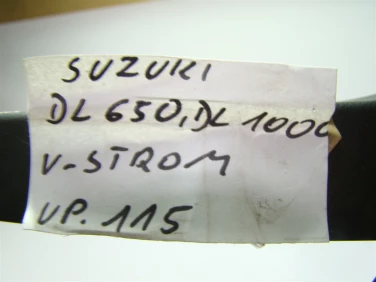 SUZUKI
DL 650, DL 1000
V-STROM
VP. 115